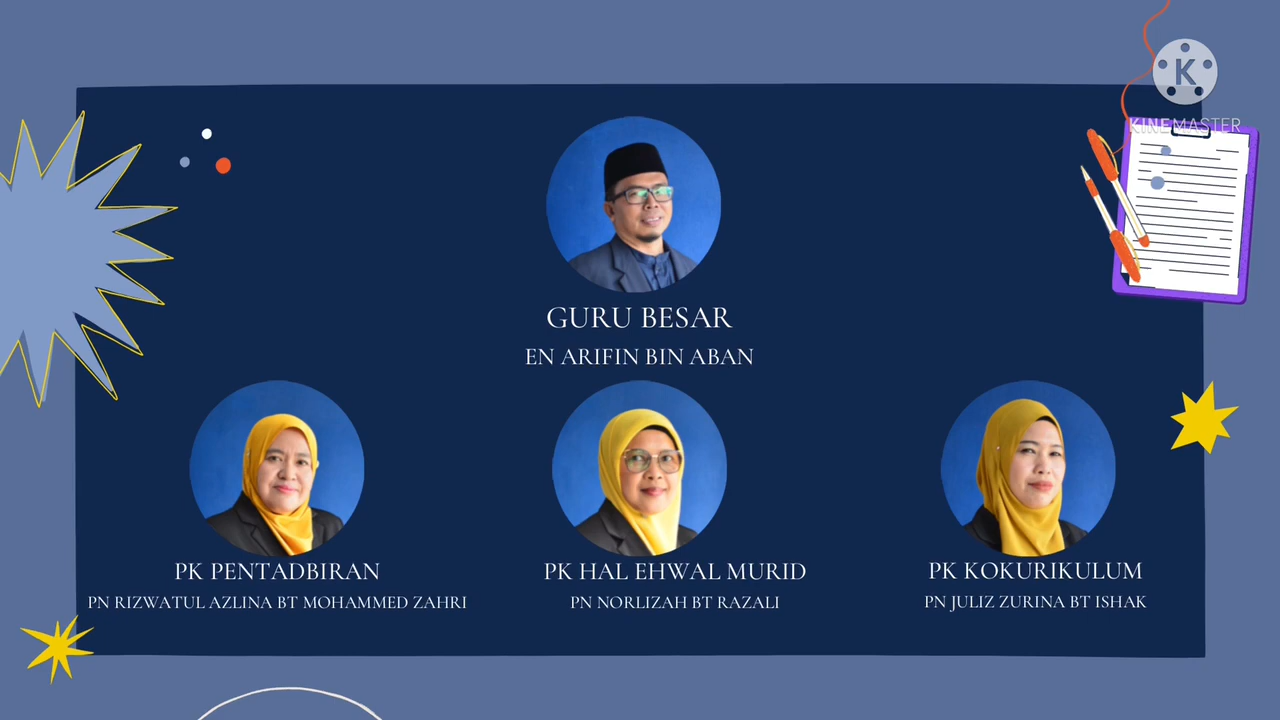 K
KINEMASTER
GURU BESAR
EN ARIFIN BIN ABAN
PK PENTADBIRAN
PN RIZWATUL AZLINA BT MOHAMMED ZAHRI
PK HAL EHWAL MURID
PN NORLIZAH BT RAZALI
PK KOKURIKULUM
PN JULIZ ZURINA BT ISHAK